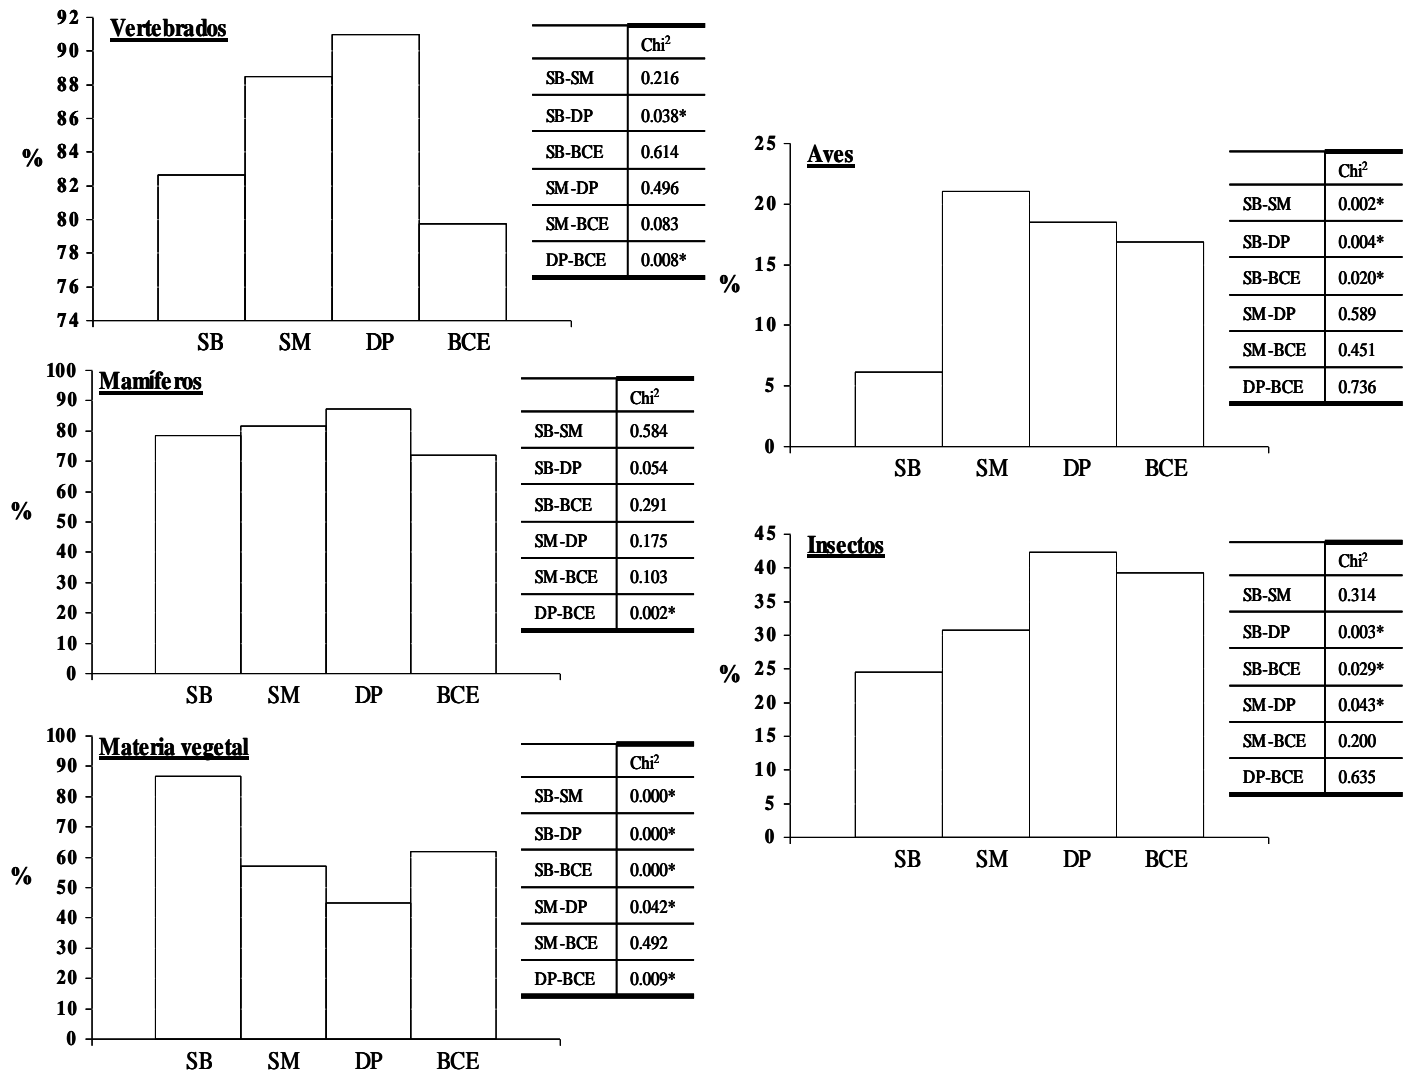 Vertebrados
%
92
90
88
86
84
82
80
78
76
74
SB SM DP BCE
Chi²
SB-SM 0.216
SB-DP 0.038*
SB-BCE 0.614
SM-DP 0.496
SM-BCE 0.083
DP-BCE 0.008*
Mamíferos
%
100
90
80
70
60
50
40
30
20
10
0
SB SM DP BCE
Chi²
SB-SM 0.584
SB-DP 0.054
SB-BCE 0.291
SM-DP 0.175
SM-BCE 0.103
DP-BCE 0.002*
Materia vegetal
%
100
90
80
70
60
50
40
30
20
10
0
SB SM DP BCE
Chi²
SB-SM 0.000*
SB-DP 0.000*
SB-BCE 0.000*
SM-DP 0.042*
SM-BCE 0.492
DP-BCE 0.009*
Aves
%
25
20
15
10
5
0
SB SM DP BCE
Chi²
SB-SM 0.002*
SB-DP 0.004*
SB-BCE 0.020*
SM-DP 0.589
SM-BCE 0.451
DP-BCE 0.736
Insectos
%
45
40
35
30
25
20
15
10
5
0
SB SM DP BCE
Chi²
SB-SM 0.314
SB-DP 0.003*
SB-BCE 0.029*
SM-DP 0.043*
SM-BCE 0.200
DP-BCE 0.635